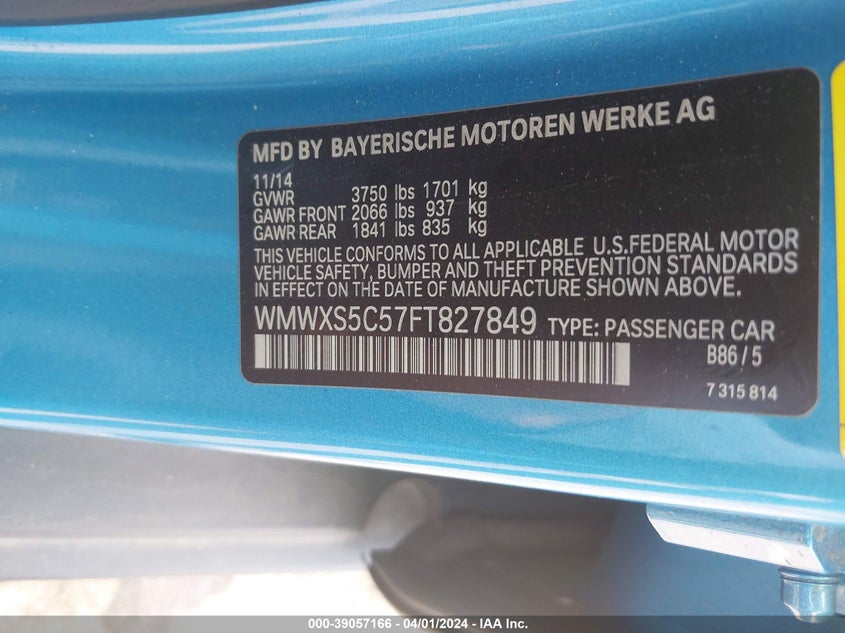 MFD BY BAYERISCHE MOTOREN WERKE AG
11/14
GVWR 3750 lbs 1701 kg
GAWR FRONT 2066 lbs 937 kg
GAWR REAR 1841 lbs 835 kg
THIS VEHICLE CONFORMS TO ALL APPLICABLE U.S.FEDERAL MOTOR
VEHICLE SAFETY, BUMPER AND THEFT PREVENTION STANDARDS
IN EFFECT ON THE DATE OF MANUFACTURE SHOWN ABOVE.
WMWXS5C57FT827849 TYPE: PASSENGER CAR
B86/5
7 315 814
000-39057166 - 04/01/2024 - IAA Inc.